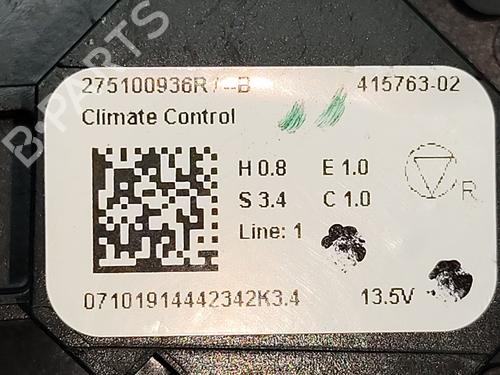 275100936R / --B 415763-02
Climate Control
H 0.8 E 1.0
S 3.4 C 1.0
R
Line: 1
07101914442342K3.4 13.5V
B-PARTS